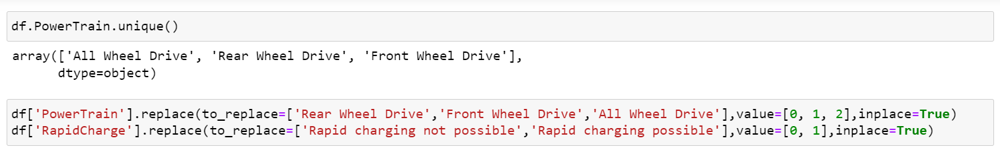 df.PowerTrain.unique()
array(['All Wheel Drive', 'Rear Wheel Drive', 'Front Wheel Drive'],
      dtype=object)
df['PowerTrain'].replace(to_replace=['Rear Wheel Drive','Front Wheel Drive','All Wheel Drive'],value=[0, 1, 2],inplace=True)
df['RapidCharge'].replace(to_replace=['Rapid charging not possible','Rapid charging possible'],value=[0, 1],inplace=True)